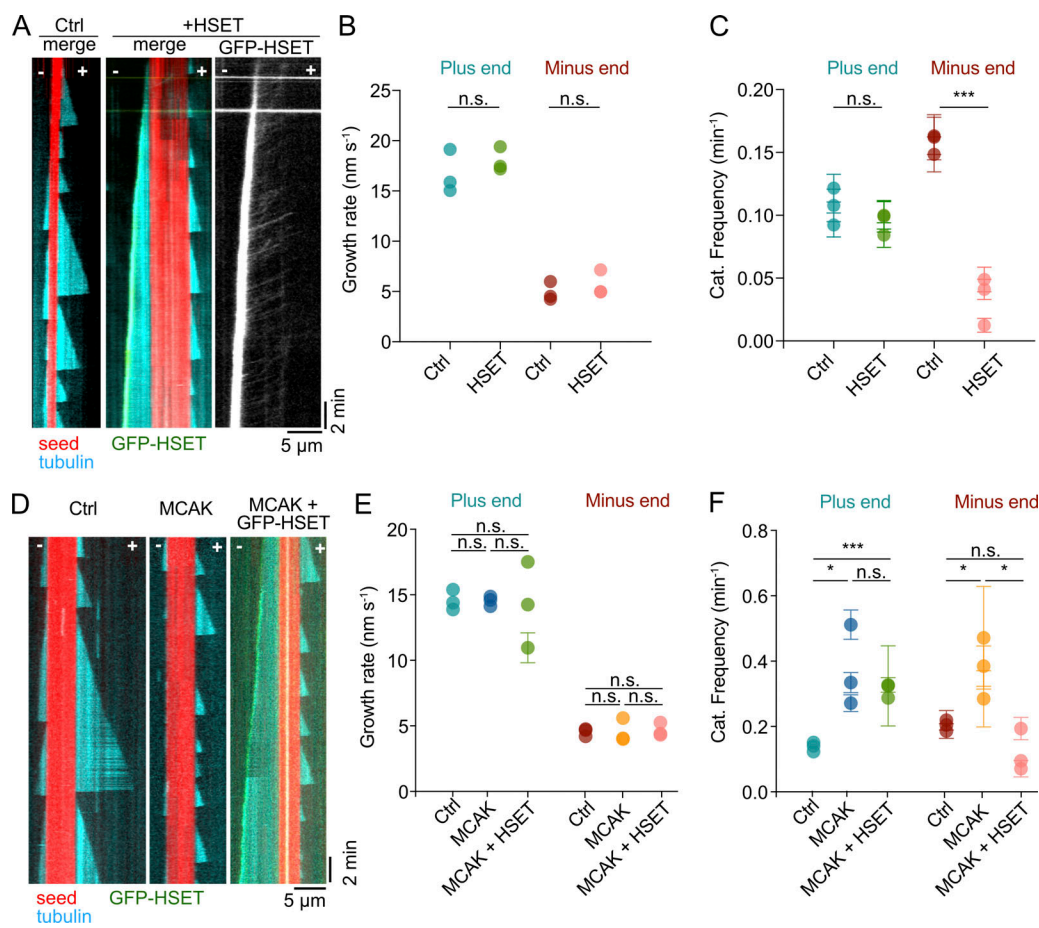 A
Ctrl
+HSET
merge
merge
GFP-HSET
- + - + - +
2 min
5 µm
seed
tubulin
GFP-HSET
B
Plus end
Minus end
n.s.
n.s.
Growth rate (nm s⁻¹)
25
20
15
10
5
0
Ctrl
HSET
Ctrl
HSET
C
Plus end
Minus end
n.s.
***
Cat. Frequency (min⁻¹)
0.20
0.15
0.10
0.05
0.00
Ctrl
HSET
Ctrl
HSET
D
Ctrl
MCAK
MCAK +
GFP-HSET
- + - + - +
2 min
5 µm
seed
tubulin
GFP-HSET
E
Plus end
Minus end
n.s.
n.s. n.s.
n.s.
n.s. n.s.
Growth rate (nm s⁻¹)
20
15
10
5
0
Ctrl
MCAK
MCAK + HSET
Ctrl
MCAK
MCAK + HSET
F
Plus end
Minus end
***
* n.s.
n.s.
* *
Cat. Frequency (min⁻¹)
0.8
0.6
0.4
0.2
0.0
Ctrl
MCAK
MCAK + HSET
Ctrl
MCAK
MCAK + HSET